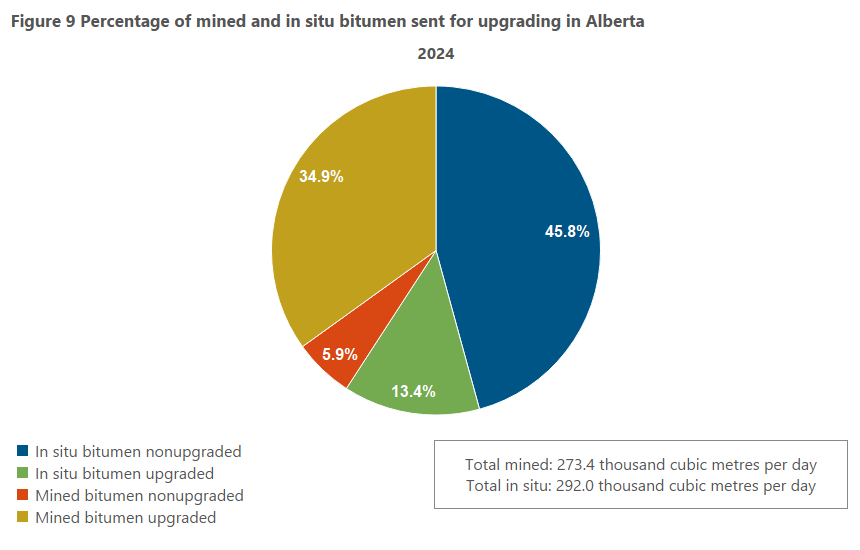 Figure 9 Percentage of mined and in situ bitumen sent for upgrading in Alberta
2024
34.9%
45.8%
5.9%
13.4%
In situ bitumen nonupgraded
In situ bitumen upgraded
Mined bitumen nonupgraded
Mined bitumen upgraded
Total mined: 273.4 thousand cubic metres per day
Total in situ: 292.0 thousand cubic metres per day